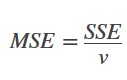 MSE = SSE / v